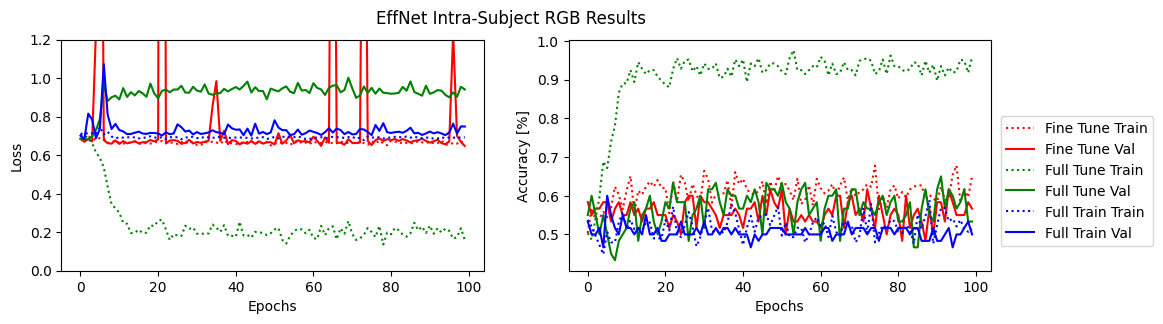 EffNet Intra-Subject RGB Results
1.2
1.0
0.8
0.6
0.4
0.2
0.0
Loss
0
20
40
60
80
100
Epochs
1.0
0.9
0.8
0.7
0.6
0.5
Accuracy [%]
0
20
40
60
80
100
Epochs
Fine Tune Train
Fine Tune Val
Full Tune Train
Full Tune Val
Full Train Train
Full Train Val